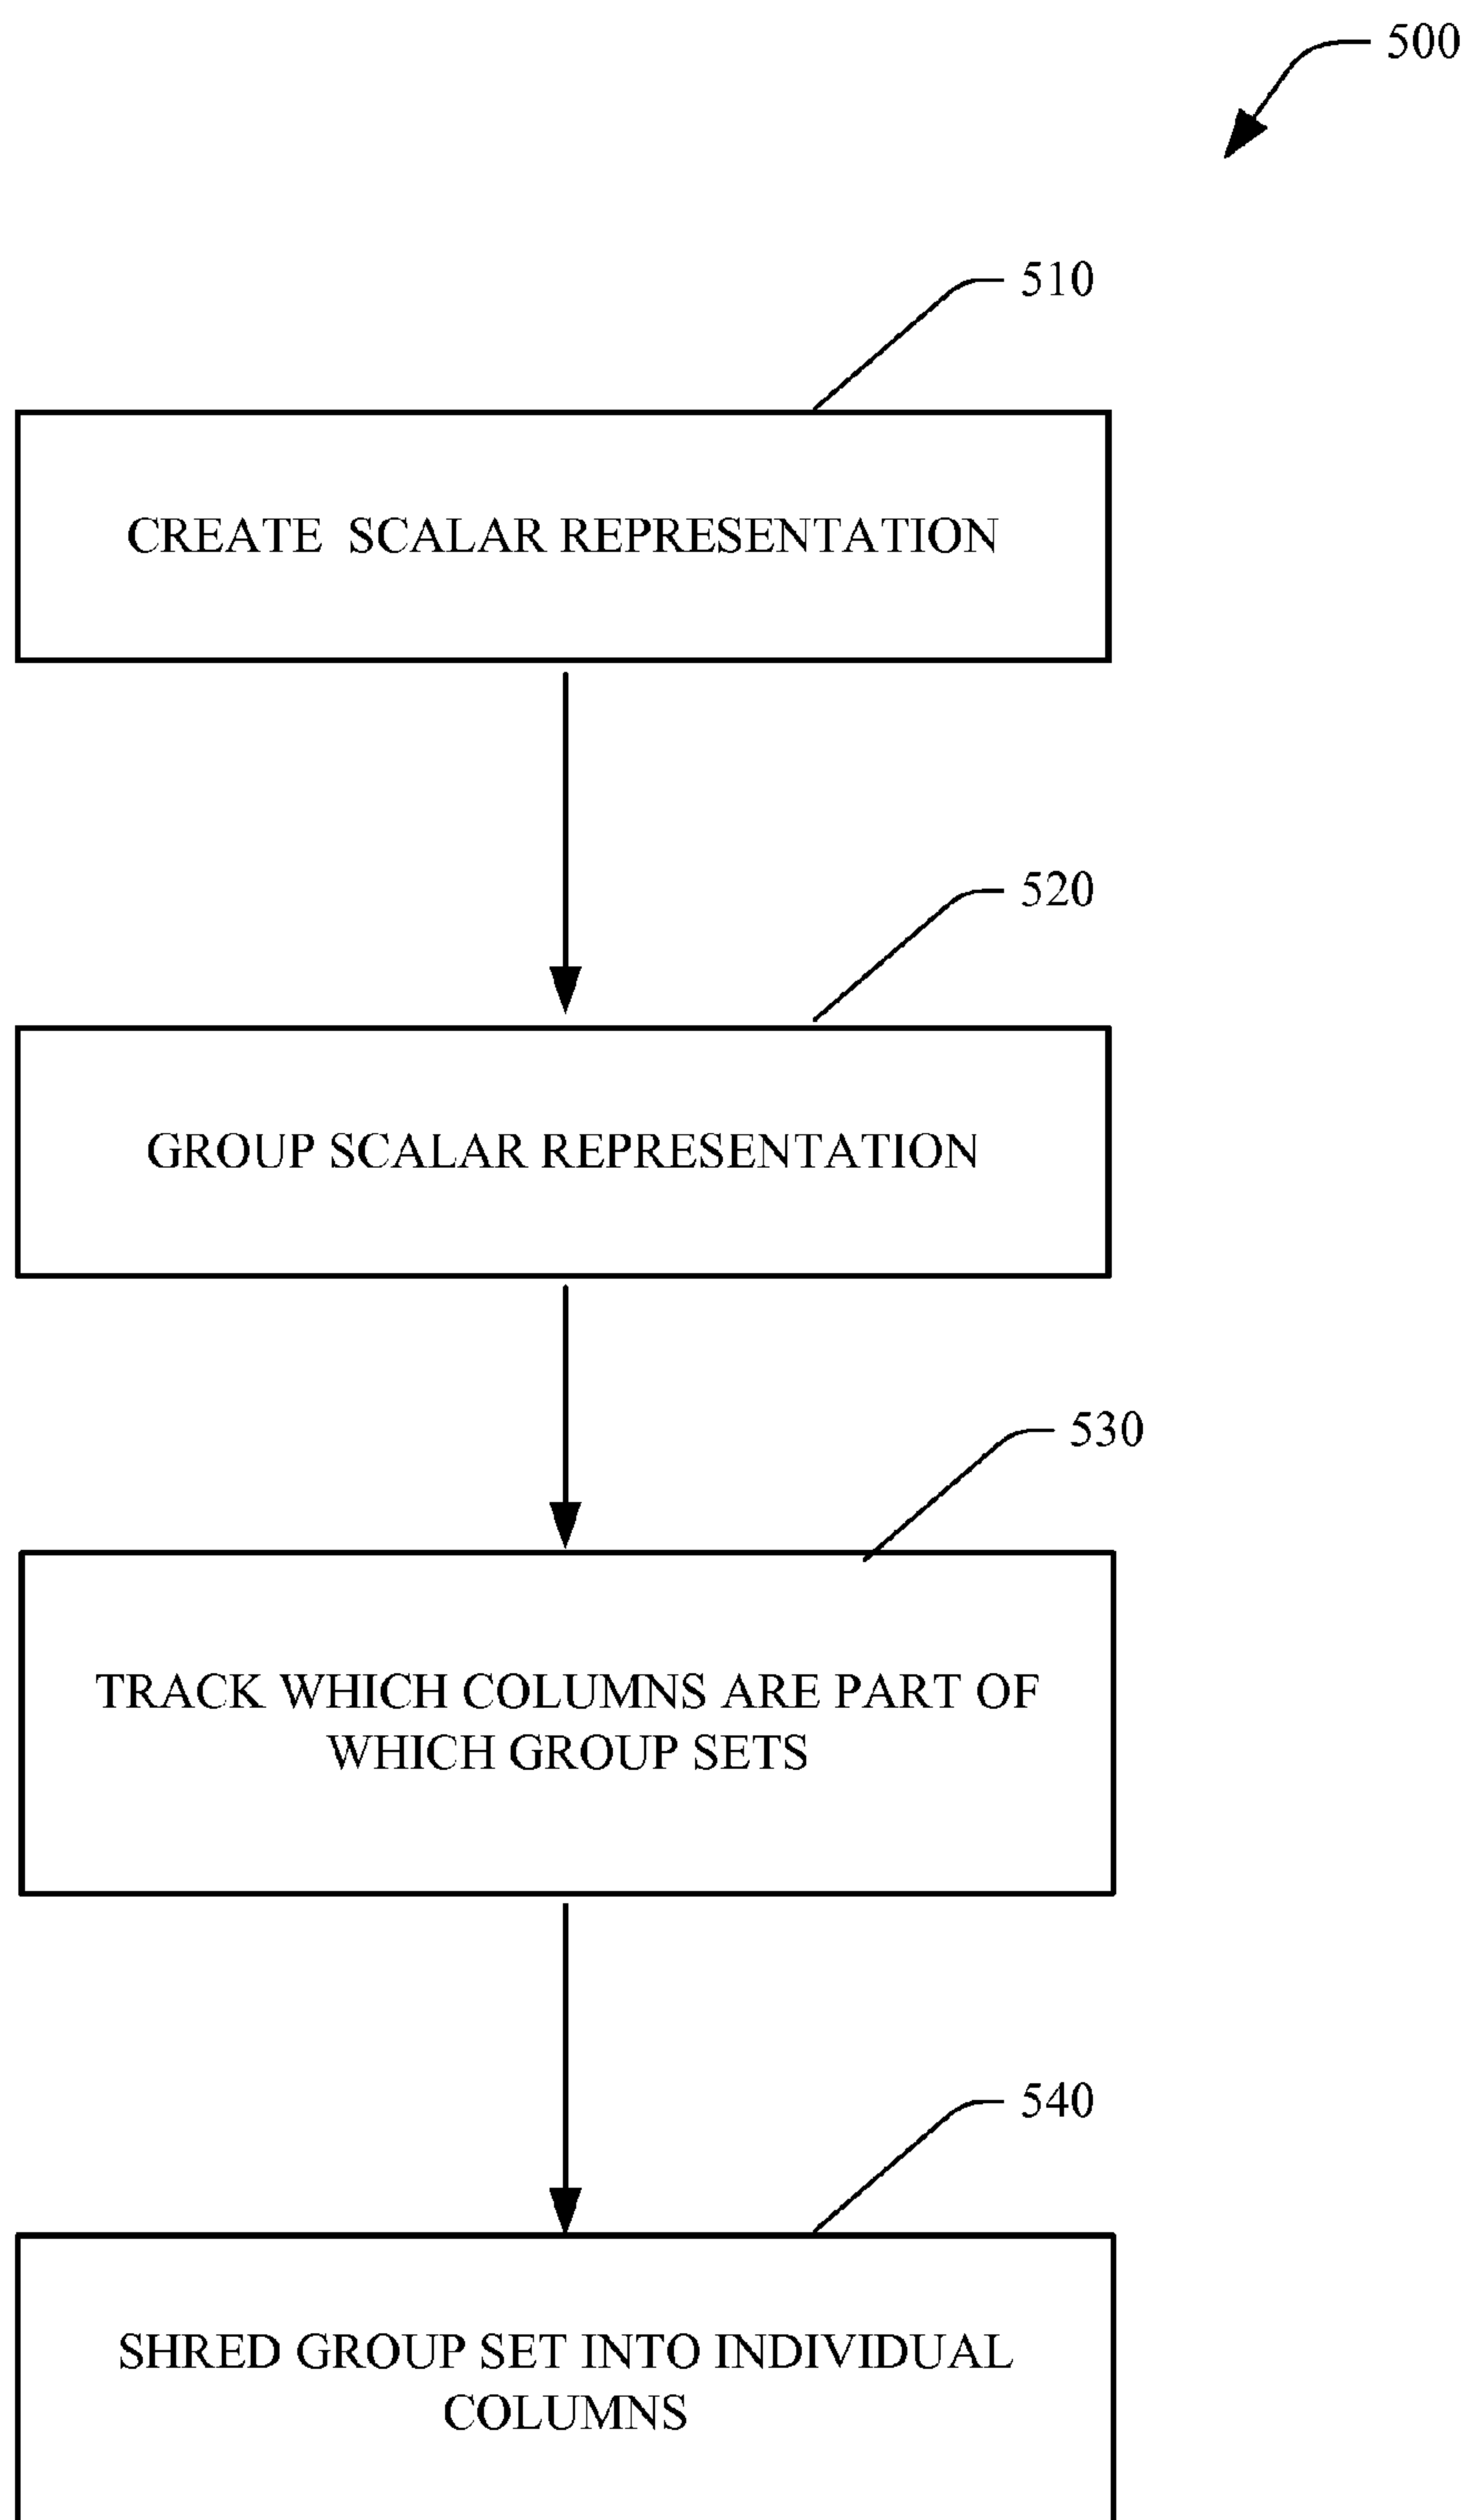 500
510
CREATE SCALAR REPRESENTATION
520
GROUP SCALAR REPRESENTATION
530
TRACK WHICH COLUMNS ARE PART OF
WHICH GROUP SETS
540
SHRED GROUP SET INTO INDIVIDUAL
COLUMNS